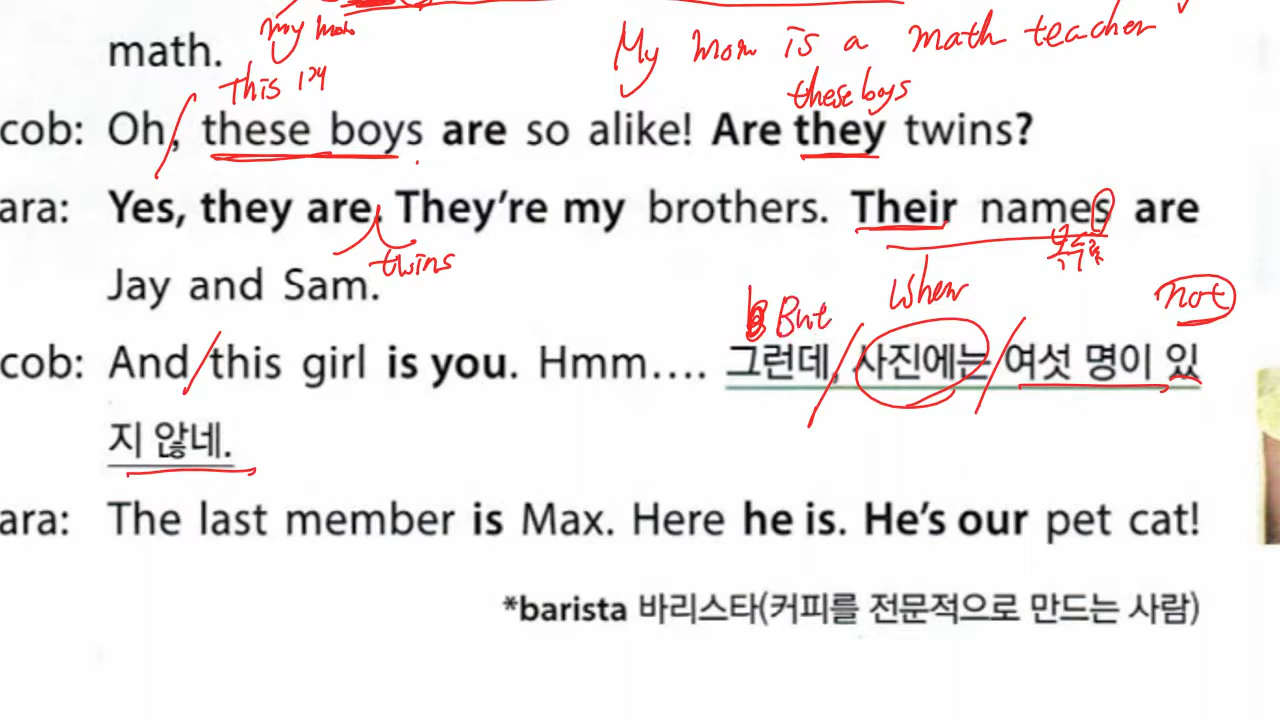 my mom
My mom is a math teacher
math.
this boy
these boys
cob: Oh, these boys are so alike! Are they twins?
ara: Yes, they are. They're my brothers. Their names are
twins
복수형
Jay and Sam.
But
when
not
cob: And this girl is you. Hmm.... 그런데, 사진에는 여섯 명이 있
지 않네.
ara: The last member is Max. Here he is. He's our pet cat!
*barista 바리스타(커피를 전문적으로 만드는 사람)